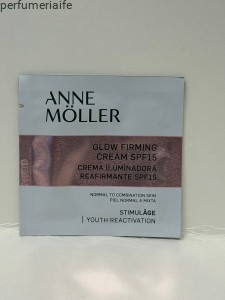 perfumeriaife
ANNE
MÖLLER
GLOW FIRMING
CREAM SPF15
CREMA ILUMINADORA
REAFIRMANTE SPF15
NORMAL TO COMBINATION SKIN
PIEL NORMAL A MIXTA
STIMULÂGE
YOUTH REACTIVATION